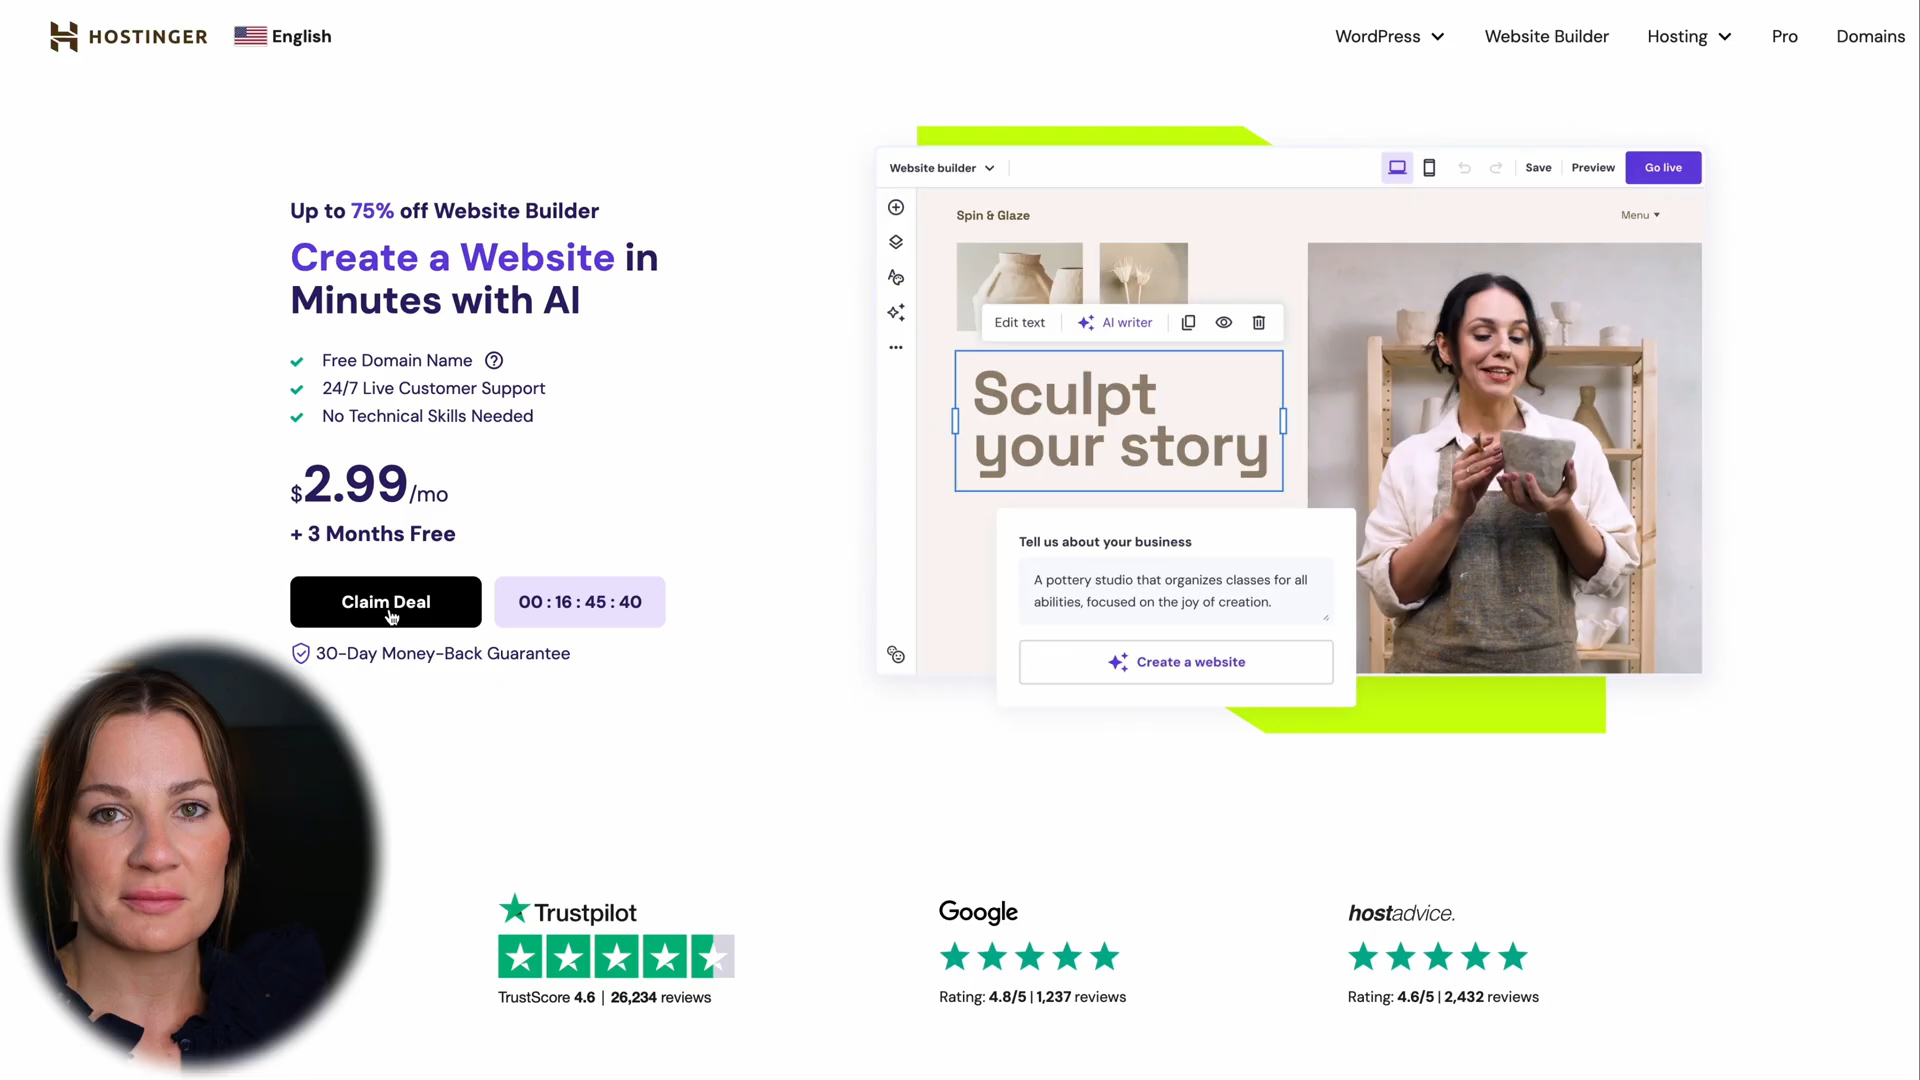 HOSTINGER
English
WordPress
Website Builder
Hosting
Pro
Domains
Up to 75% off Website Builder
Create a Website in
Minutes with AI
Free Domain Name
24/7 Live Customer Support
No Technical Skills Needed
$2.99/mo
+ 3 Months Free
Claim Deal
00 : 16 : 45 : 40
30-Day Money-Back Guarantee
Website builder
Save
Preview
Go live
Spin & Glaze
Menu
Edit text
AI writer
Sculpt
your story
Tell us about your business
A pottery studio that organizes classes for all
abilities, focused on the joy of creation.
Create a website
Trustpilot
TrustScore 4.6 | 26,234 reviews
Google
Rating: 4.8/5 | 1,237 reviews
hostadvice.
Rating: 4.6/5 | 2,432 reviews